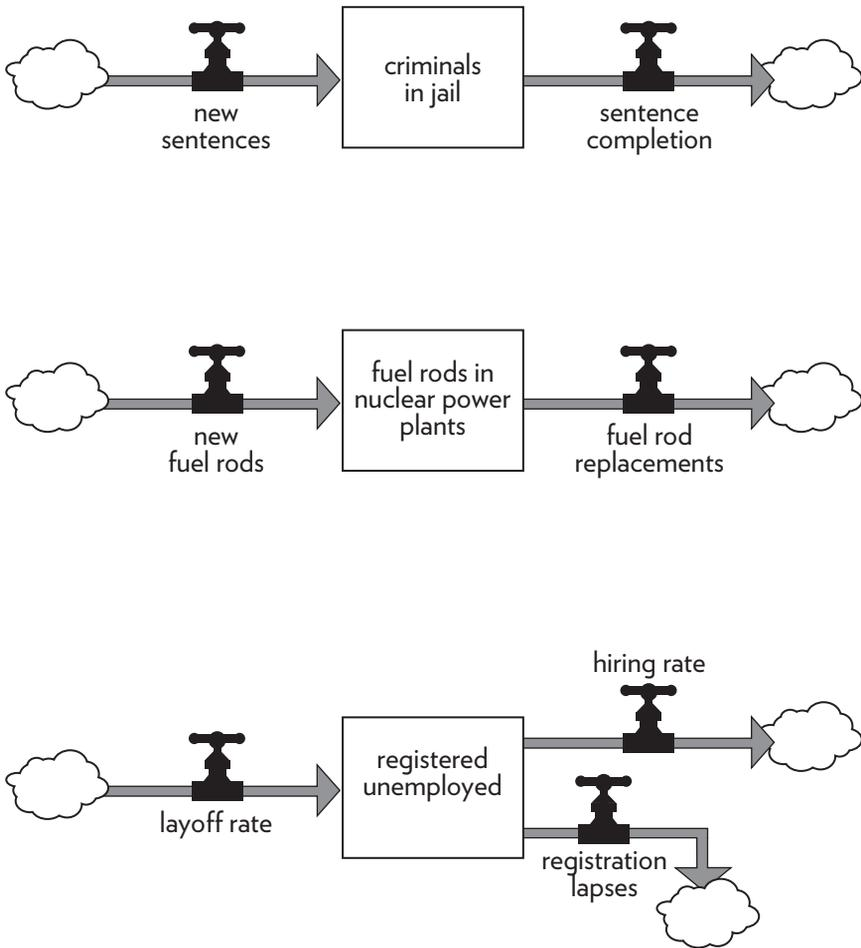 criminals
in jail
new
sentences
sentence
completion
fuel rods in
nuclear power
plants
new
fuel rods
fuel rod
replacements
hiring rate
registered
unemployed
layoff rate
registration
lapses